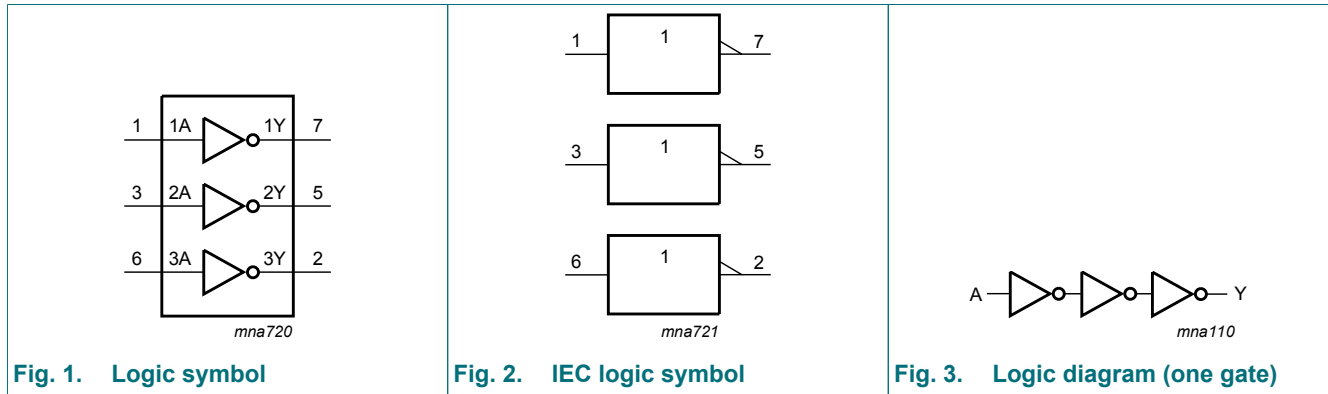 1 1A 1Y 7
3 2A 2Y 5
6 3A 3Y 2
mna720
Fig. 1. Logic symbol
1 1 7
3 1 5
6 1 2
mna721
Fig. 2. IEC logic symbol
A Y
mna110
Fig. 3. Logic diagram (one gate)